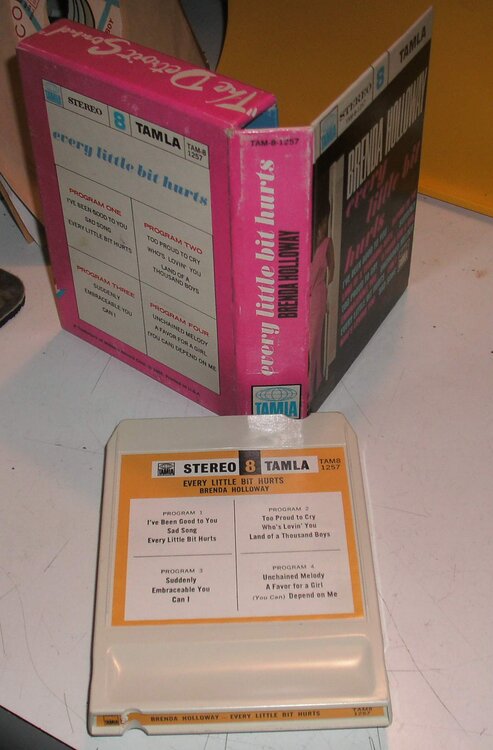 "The Detroit Sound"
TAMLA
STEREO 8 TAMLA
TAM-8
1257
every little bit hurts
PROGRAM ONE
I'VE BEEN GOOD TO YOU
SAD SONG
EVERY LITTLE BIT HURTS
PROGRAM TWO
TOO PROUD TO CRY
WHO'S LOVIN' YOU
LAND OF A
THOUSAND BOYS
PROGRAM THREE
SUDDENLY
EMBRACEABLE YOU
CAN I
PROGRAM FOUR
UNCHAINED MELODY
A FAVOR FOR A GIRL
(YOU CAN) DEPEND ON ME
TAM-8-1257
every little bit hurts
BRENDA HOLLOWAY
TAMLA
STEREO 8 TAMLA
BRENDA HOLLOWAY
every
little bit
hurts
TAMLA
STEREO 8 TAMLA
TAM8
1257
EVERY LITTLE BIT HURTS
BRENDA HOLLOWAY
PROGRAM 1
I've Been Good to You
Sad Song
Every Little Bit Hurts
PROGRAM 2
Too Proud to Cry
Who's Lovin' You
Land of a Thousand Boys
PROGRAM 3
Suddenly
Embraceable You
Can I
PROGRAM 4
Unchained Melody
A Favor for a Girl
(You Can) Depend on Me
BRENDA HOLLOWAY — EVERY LITTLE BIT HURTS
TAM8
1257